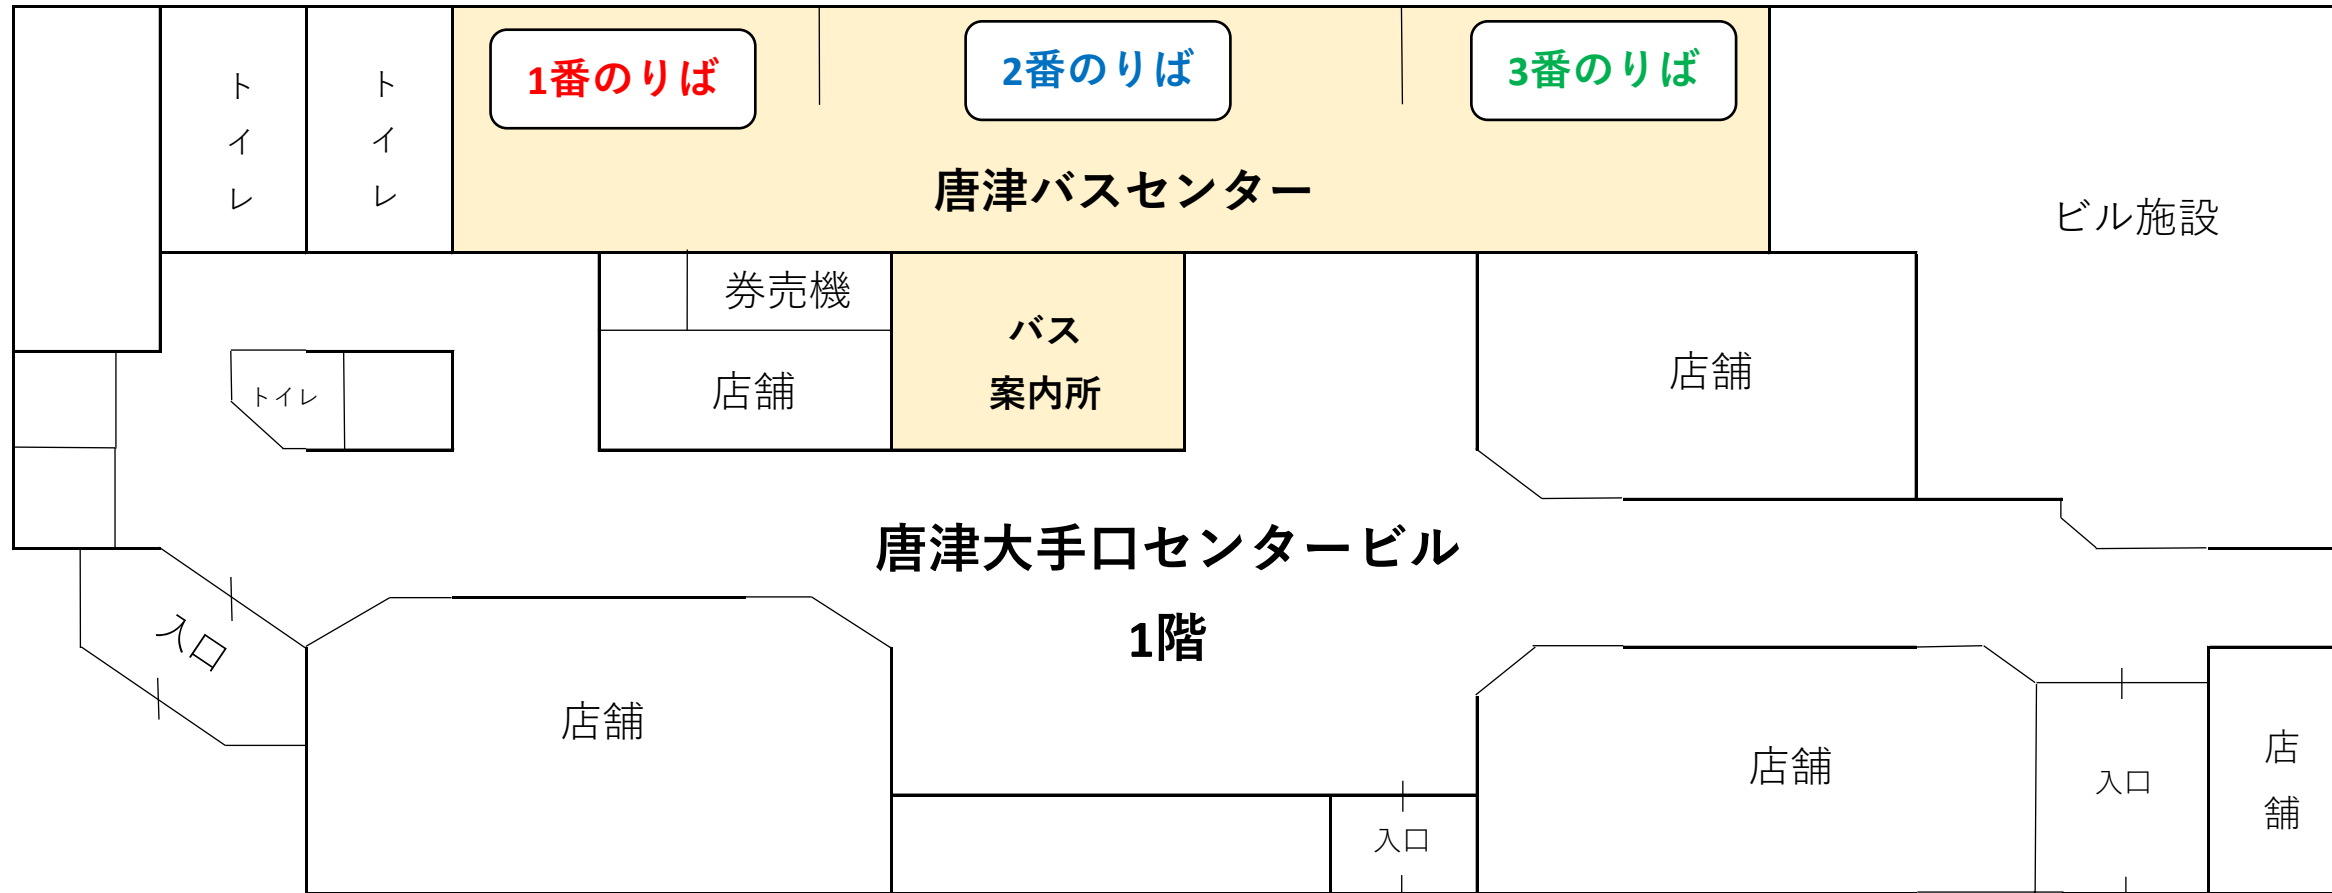 トイレ
トイレ
1番のりば
2番のりば
3番のりば
唐津バスセンター
ビル施設
券売機
バス
案内所
店舗
店舗
トイレ
唐津大手口センタービル
1階
入口
店舗
店舗
入口
店舗
入口